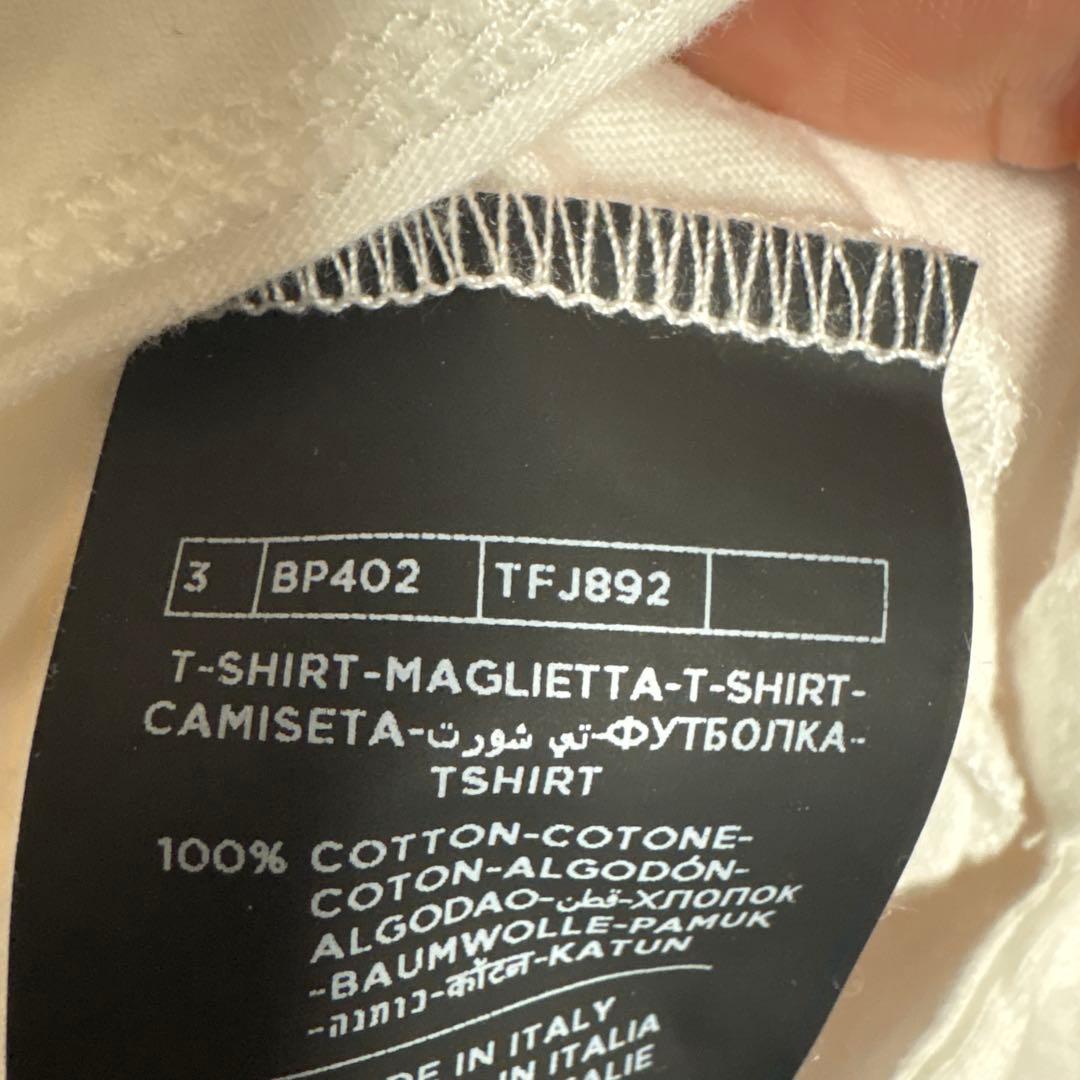 3 BP402 TFJ892
T-SHIRT-MAGLIETTA-T-SHIRT-
CAMISETA-تي شورت-ФУТБОЛКА-
TSHIRT
100% COTTON-COTONE-
COTON-ALGODÓN-
ALGODAO-قطن-ХЛОПОК
-BAUMWOLLE-PAMUK
-כותנה-कॉटन-KATUN
IN ITALY
IN ITALIA